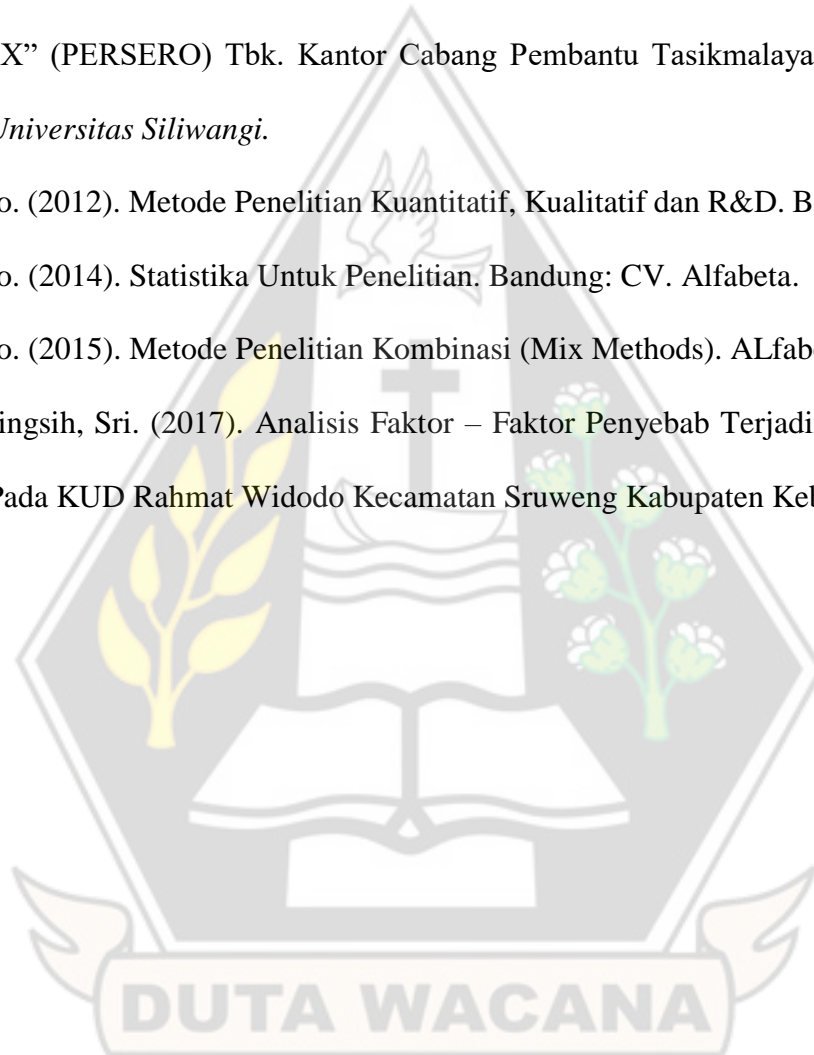 X” (PERSERO) Tbk. Kantor Cabang Pembantu Tasikmalaya
Universitas Siliwangi.
o. (2012). Metode Penelitian Kuantitatif, Kualitatif dan R&D. B
o. (2014). Statistika Untuk Penelitian. Bandung: CV. Alfabeta.
o. (2015). Metode Penelitian Kombinasi (Mix Methods). ALfabe
ingsih, Sri. (2017). Analisis Faktor – Faktor Penyebab Terjadi
Pada KUD Rahmat Widodo Kecamatan Sruweng Kabupaten Keb
DUTA WACANA